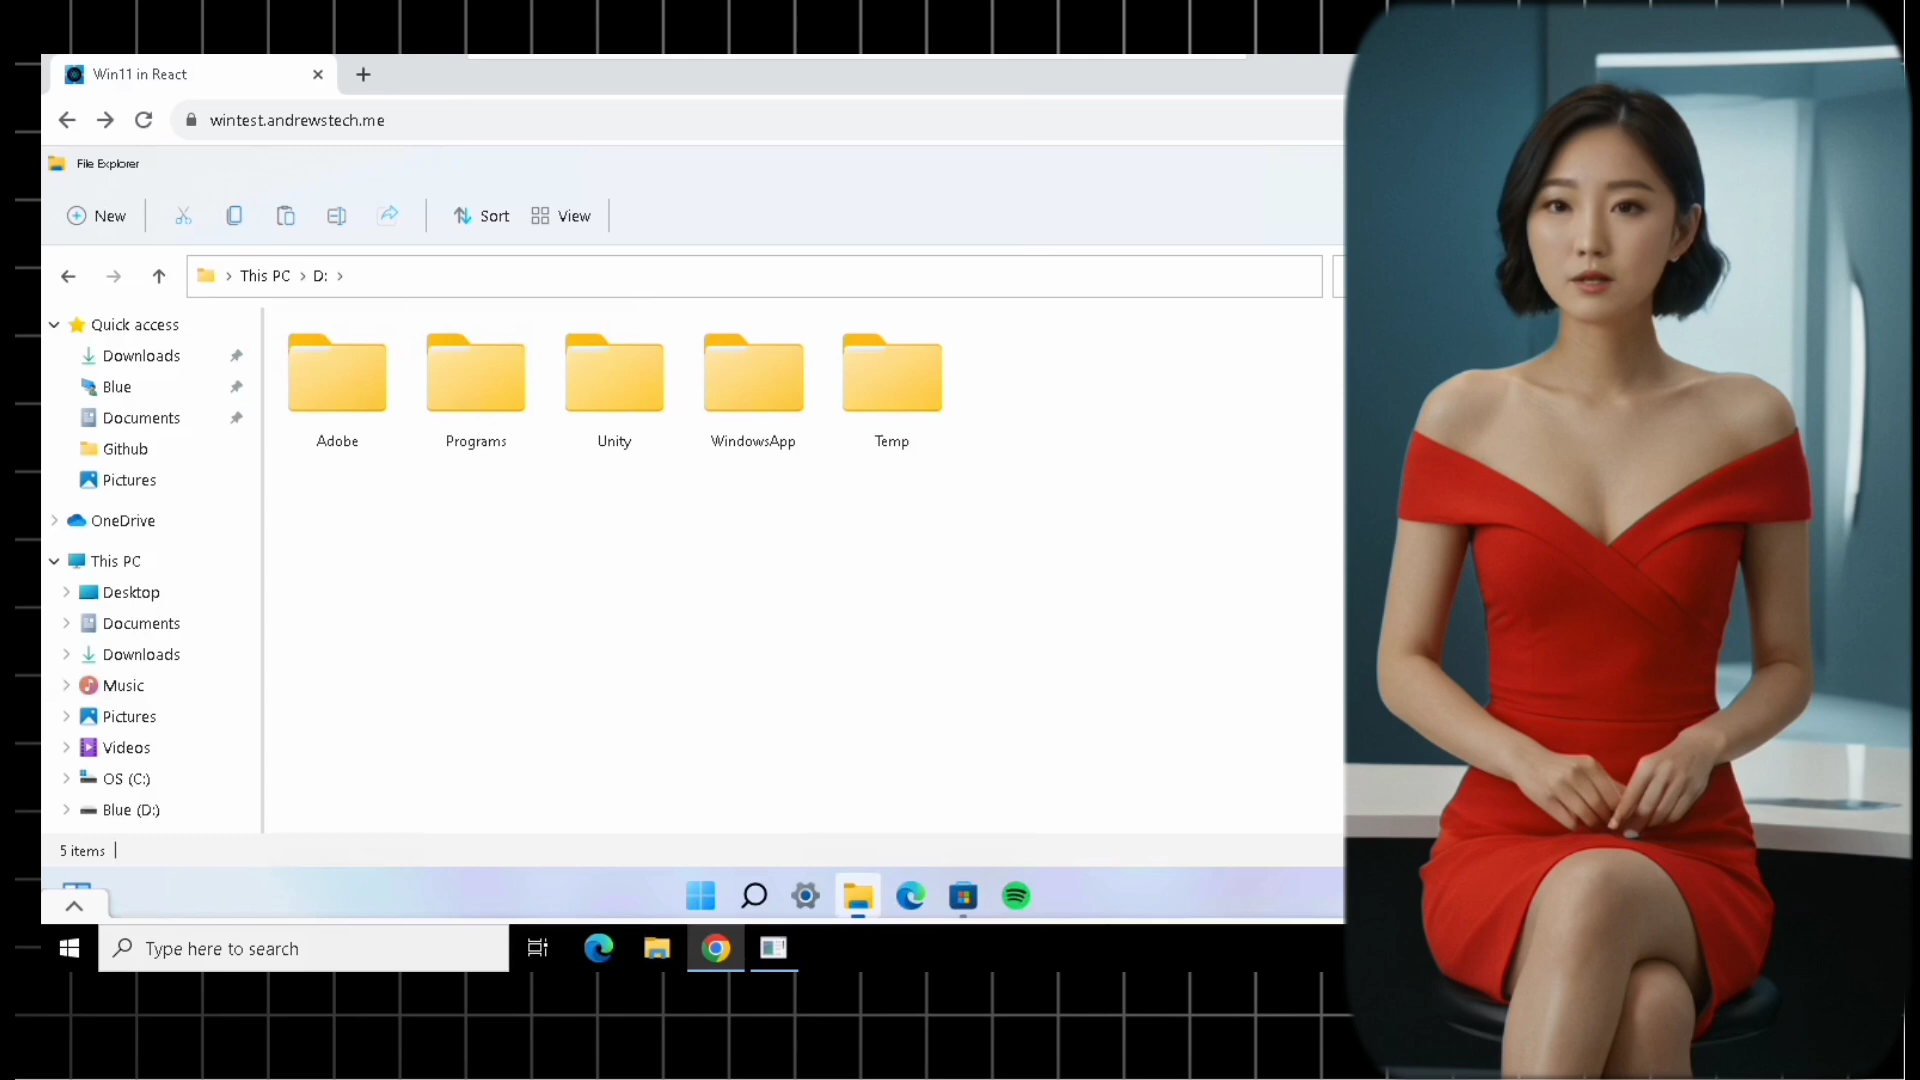 Win11 in React
wintest.andrewstech.me
File Explorer
New
Sort
View
This PC
D:
Quick access
Downloads
Blue
Documents
Github
Pictures
OneDrive
This PC
Desktop
Documents
Downloads
Music
Pictures
Videos
OS (C:)
Blue (D:)
Adobe
Programs
Unity
WindowsApp
Temp
5 items
Type here to search